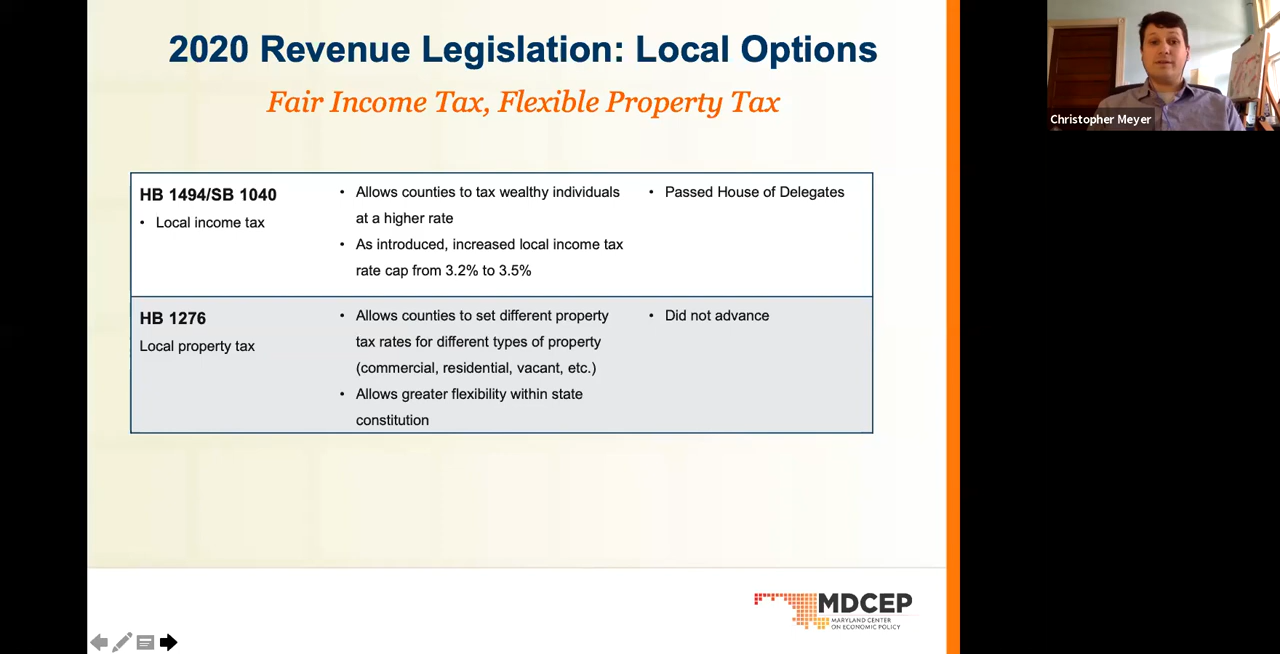 2020 Revenue Legislation: Local Options
Fair Income Tax, Flexible Property Tax
HB 1494/SB 1040
• Local income tax
• Allows counties to tax wealthy individuals
at a higher rate
• As introduced, increased local income tax
rate cap from 3.2% to 3.5%
• Passed House of Delegates
HB 1276
Local property tax
• Allows counties to set different property
tax rates for different types of property
(commercial, residential, vacant, etc.)
• Allows greater flexibility within state
constitution
• Did not advance
MDCEP
MARYLAND CENTER
ON ECONOMIC POLICY
Christopher Meyer